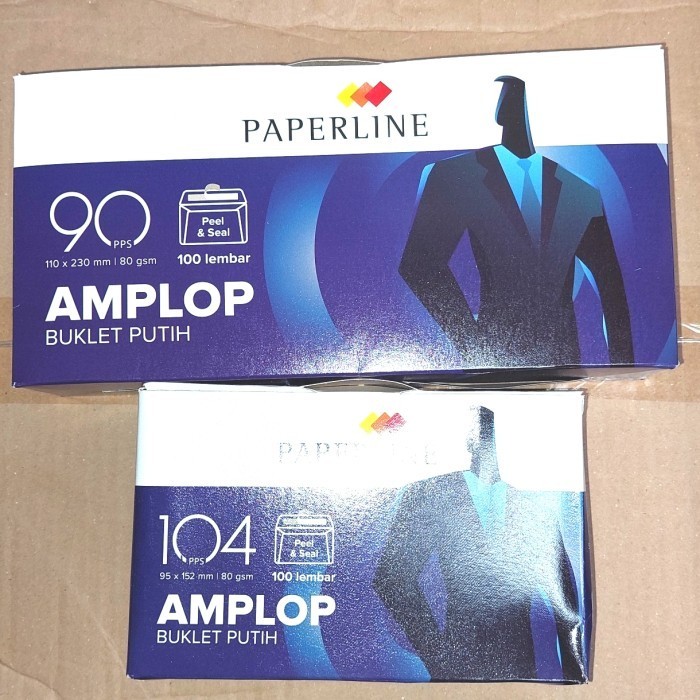 PAPERLINE
90 PPS
Peel
& Seal
110 x 230 mm | 80 gsm
100 lembar
AMPLOP
BUKLET PUTIH
PAPERLINE
104 PPS
Peel
& Seal
95 x 152 mm | 80 gsm
100 lembar
AMPLOP
BUKLET PUTIH